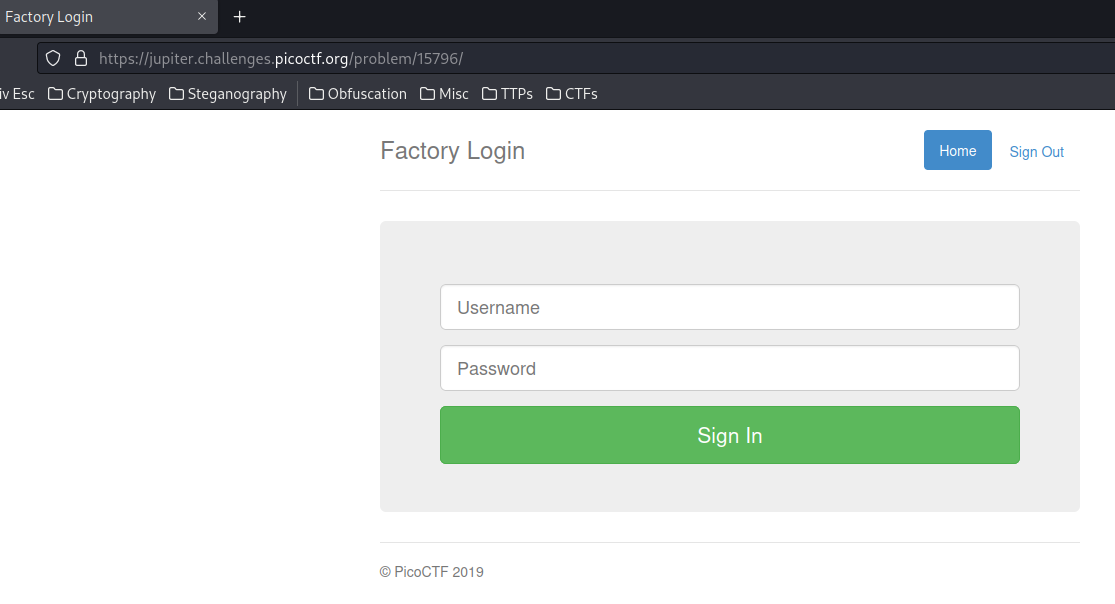 Factory Login
https://jupiter.challenges.picoctf.org/problem/15796/
iv Esc Cryptography Steganography Obfuscation Misc TTPs CTFs
Factory Login Home Sign Out
Username
Password
Sign In
© PicoCTF 2019